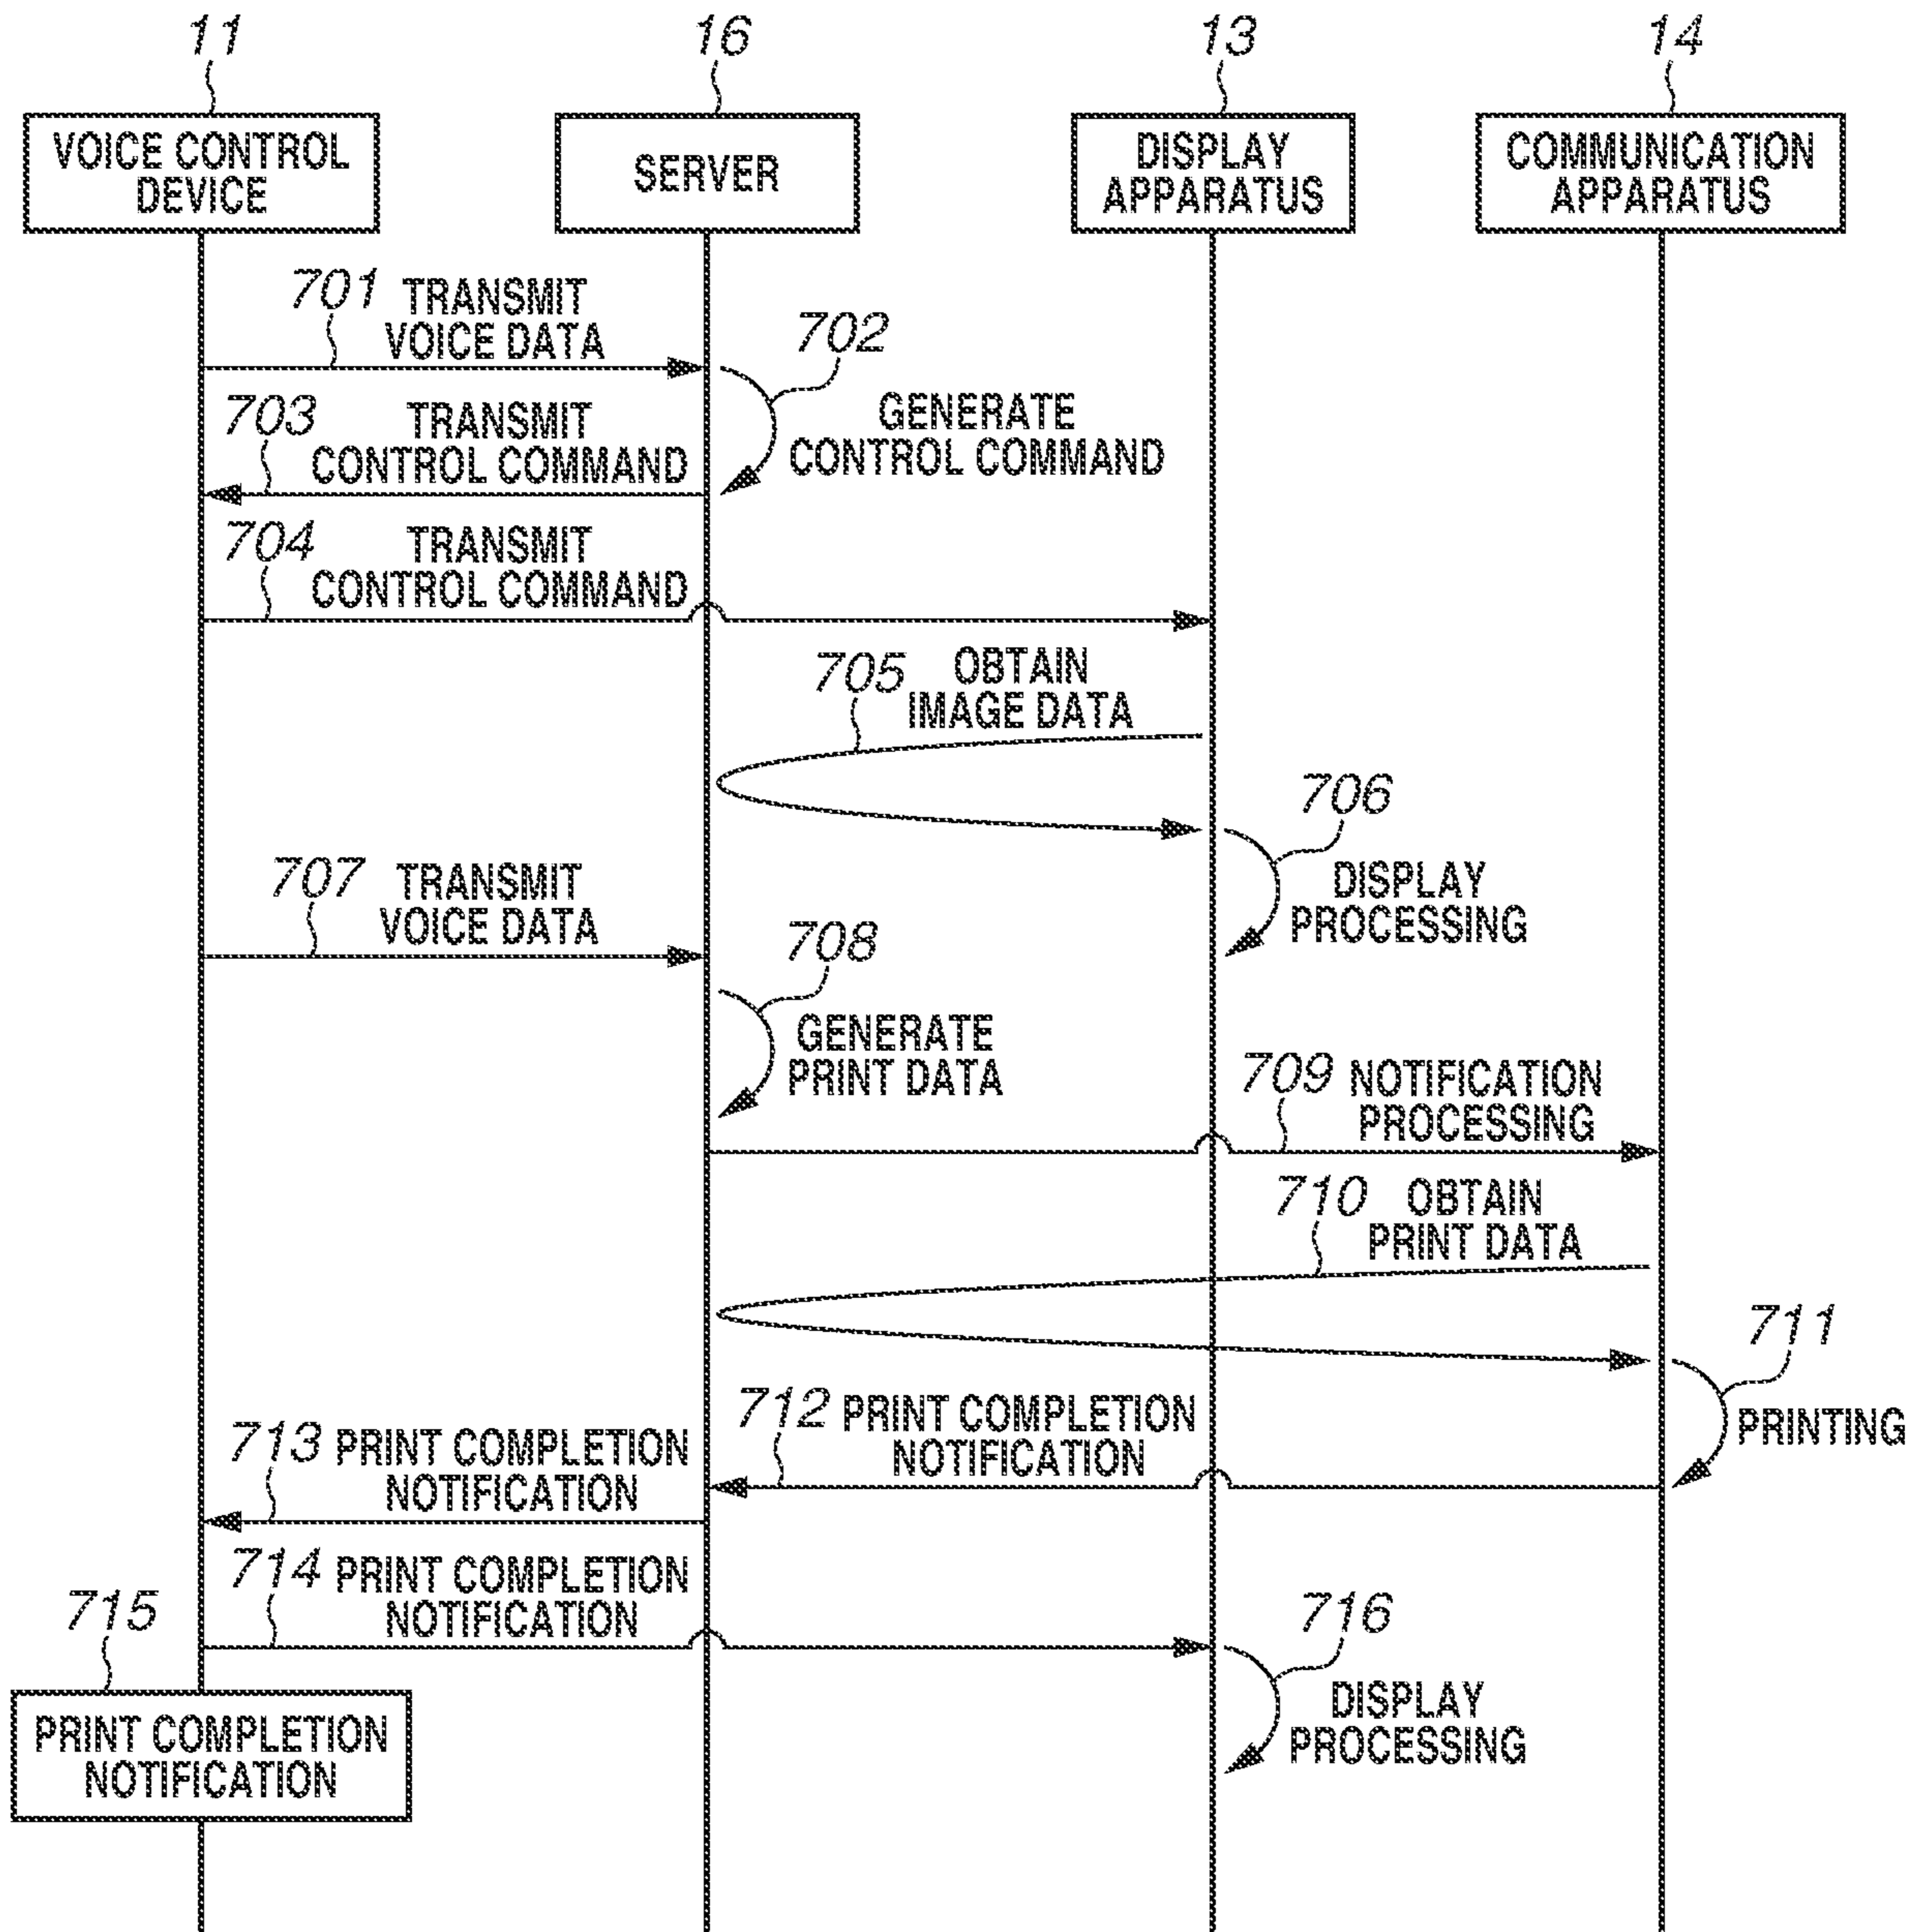 11
16
13
14
VOICE CONTROL
DEVICE
SERVER
DISPLAY
APPARATUS
COMMUNICATION
APPARATUS
701 TRANSMIT
VOICE DATA
702
GENERATE
CONTROL COMMAND
703 TRANSMIT
CONTROL COMMAND
704 TRANSMIT
CONTROL COMMAND
705 OBTAIN
IMAGE DATA
706
DISPLAY
PROCESSING
707 TRANSMIT
VOICE DATA
708
GENERATE
PRINT DATA
709 NOTIFICATION
PROCESSING
710 OBTAIN
PRINT DATA
711
PRINTING
712 PRINT COMPLETION
NOTIFICATION
713 PRINT COMPLETION
NOTIFICATION
714 PRINT COMPLETION
NOTIFICATION
715
PRINT COMPLETION
NOTIFICATION
716
DISPLAY
PROCESSING